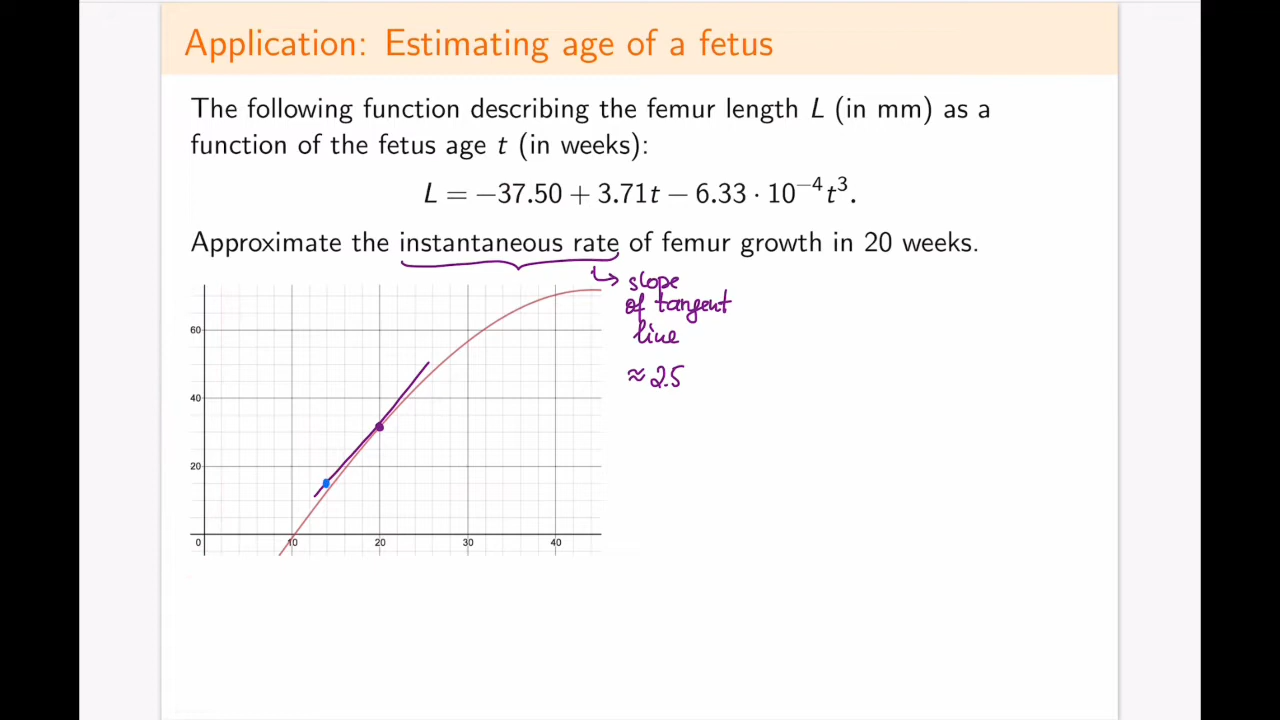 Application: Estimating age of a fetus
The following function describing the femur length L (in mm) as a
function of the fetus age t (in weeks):
L = −37.50 + 3.71t − 6.33 · 10⁻⁴t³.
Approximate the instantaneous rate of femur growth in 20 weeks.
slope
of tangent
line
≈ 2.5
60
40
20
0 10 20 30 40